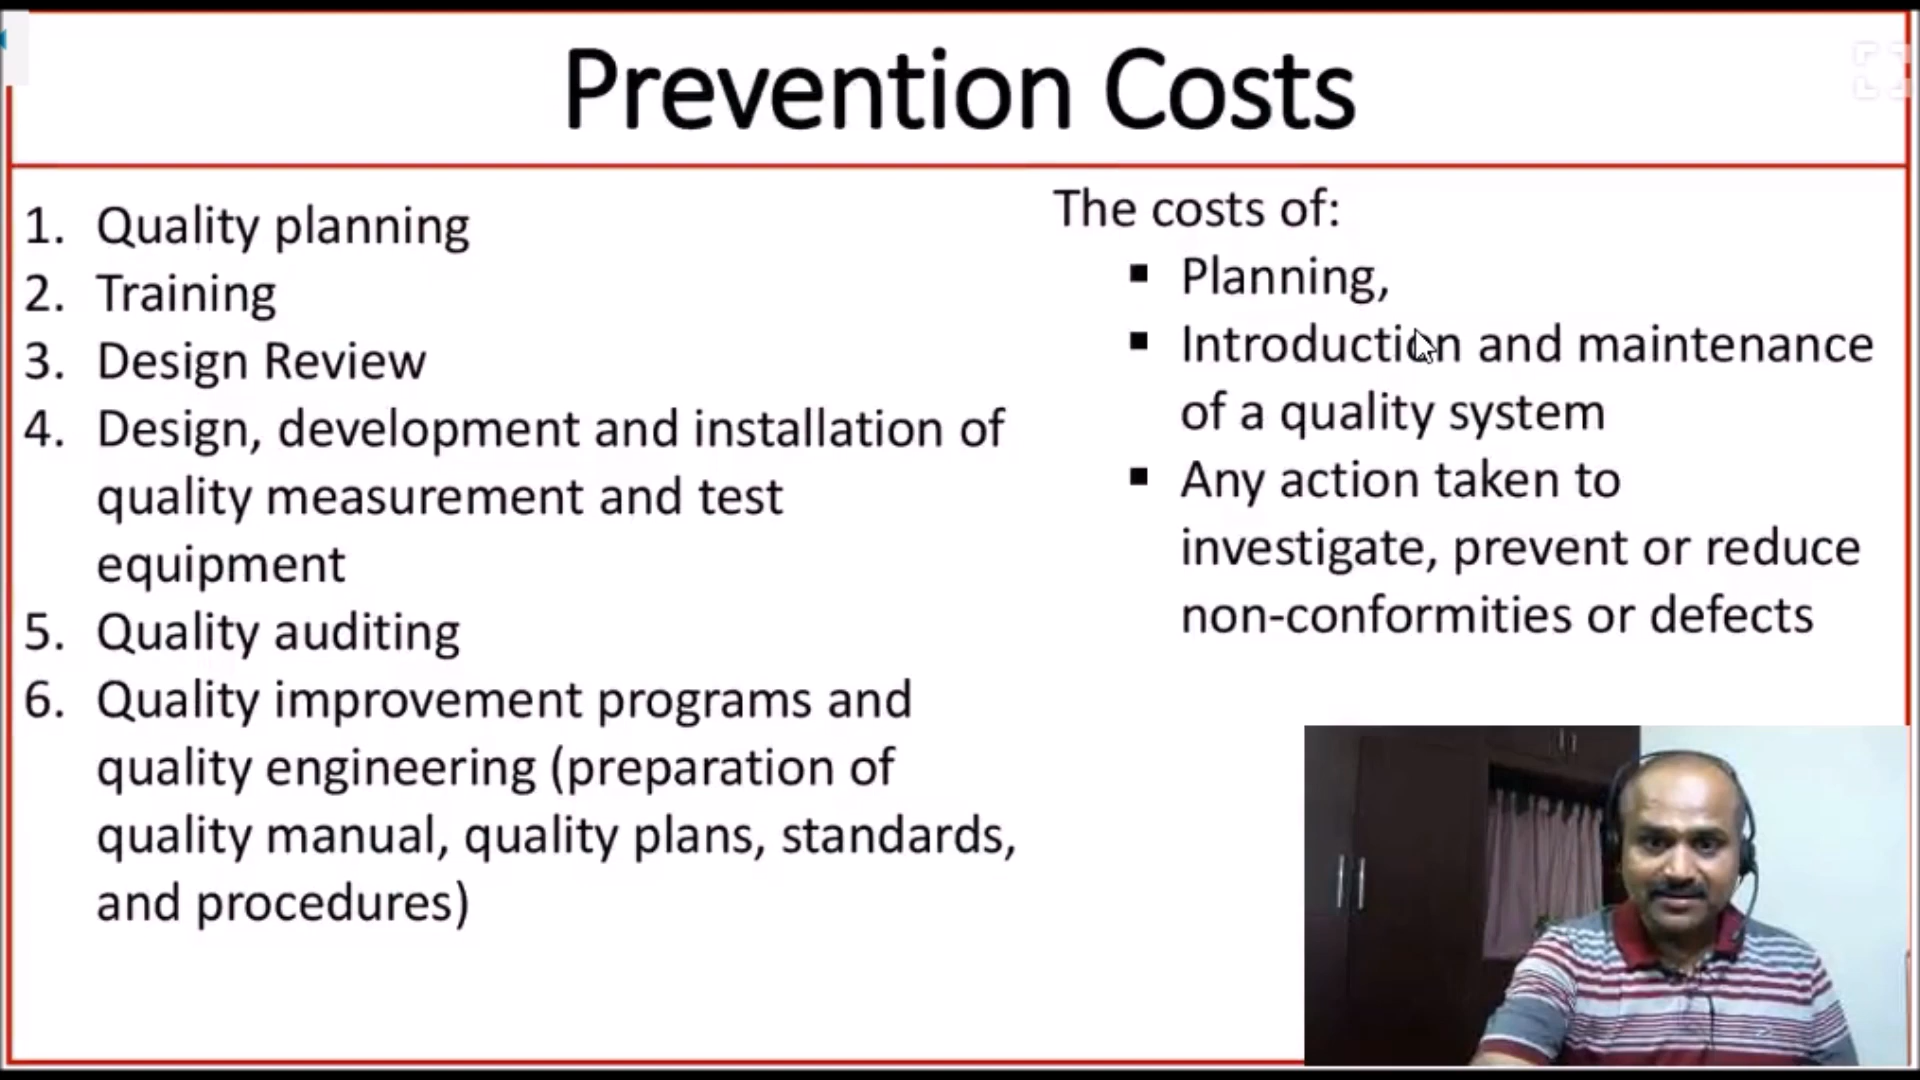 Prevention Costs
1. Quality planning
2. Training
3. Design Review
4. Design, development and installation of
quality measurement and test
equipment
5. Quality auditing
6. Quality improvement programs and
quality engineering (preparation of
quality manual, quality plans, standards,
and procedures)
The costs of:
▪ Planning,
▪ Introduction and maintenance
of a quality system
▪ Any action taken to
investigate, prevent or reduce
non-conformities or defects